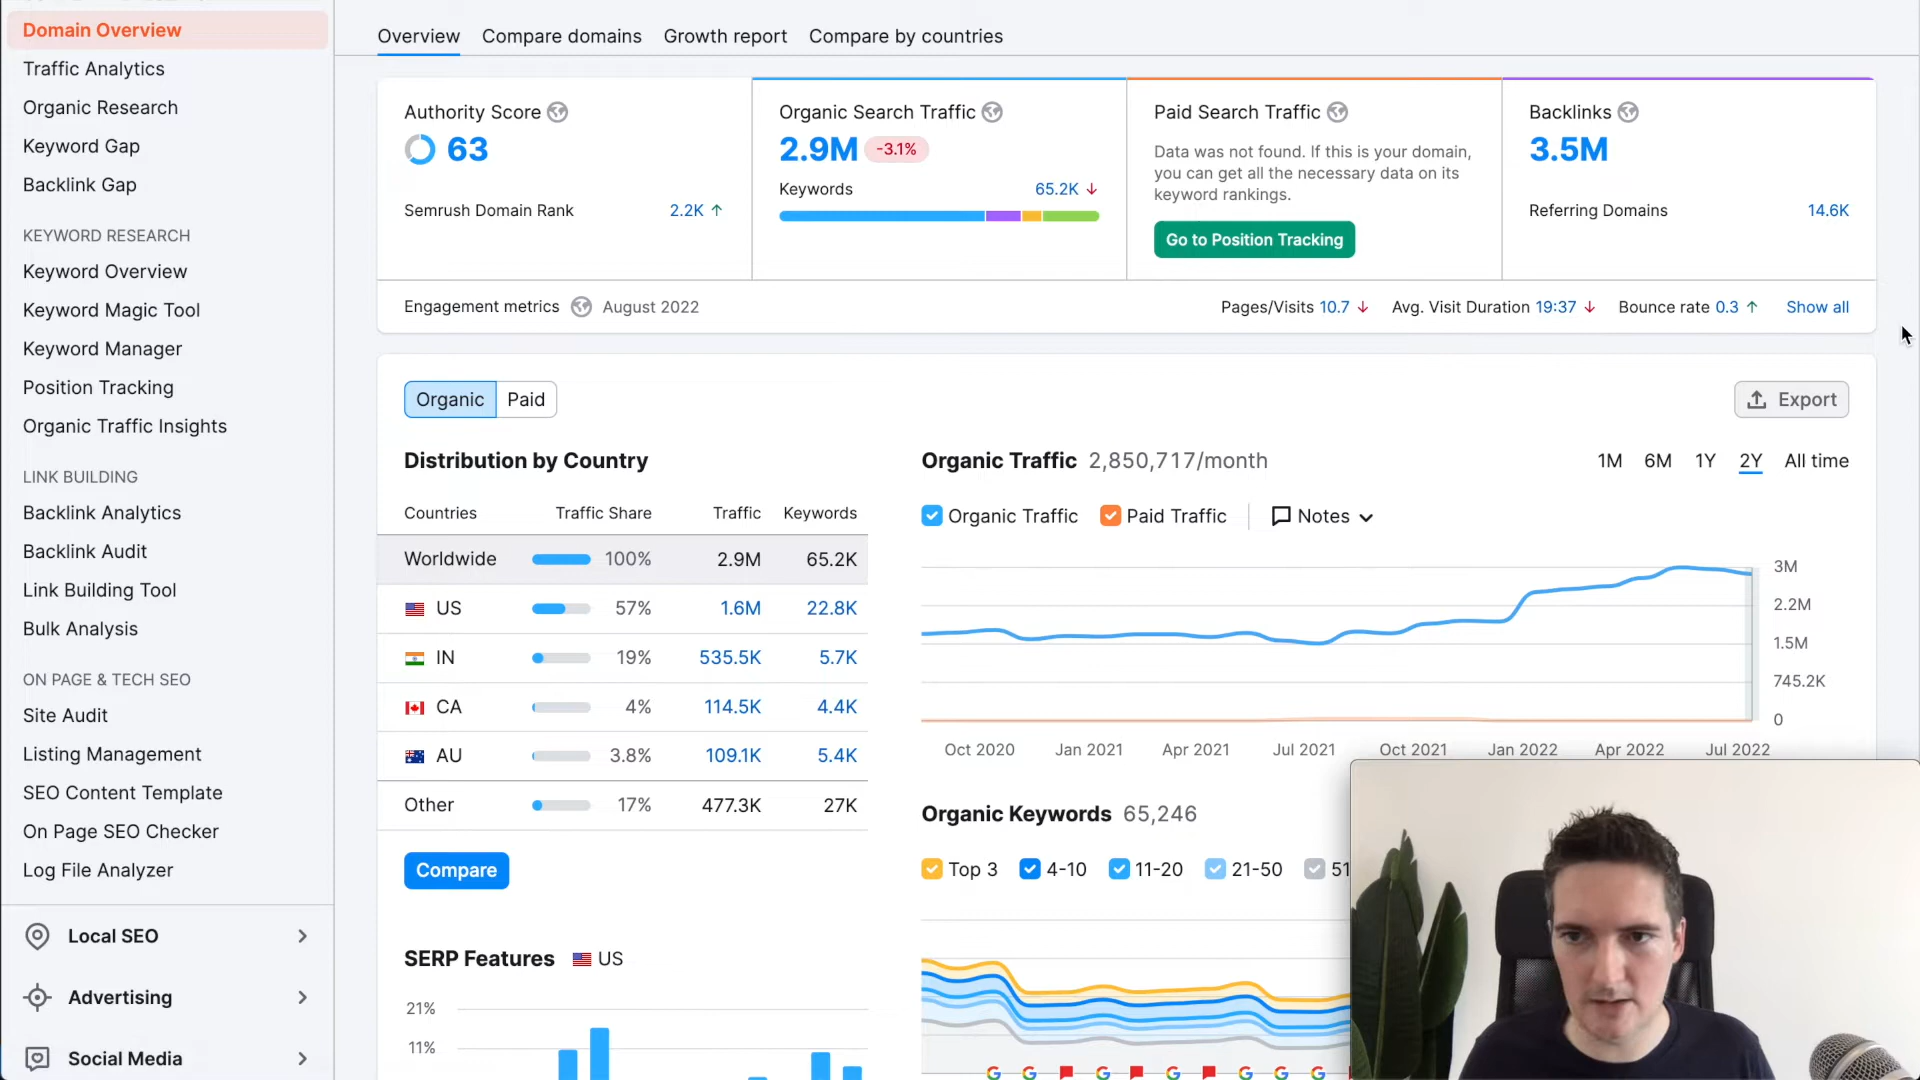 Domain Overview
Traffic Analytics
Organic Research
Keyword Gap
Backlink Gap
KEYWORD RESEARCH
Keyword Overview
Keyword Magic Tool
Keyword Manager
Position Tracking
Organic Traffic Insights
LINK BUILDING
Backlink Analytics
Backlink Audit
Link Building Tool
Bulk Analysis
ON PAGE & TECH SEO
Site Audit
Listing Management
SEO Content Template
On Page SEO Checker
Log File Analyzer
Local SEO
Advertising
Social Media
Overview Compare domains Growth report Compare by countries
Authority Score
63
Semrush Domain Rank 2.2K ↑
Organic Search Traffic
2.9M -3.1%
Keywords 65.2K ↓
Paid Search Traffic
Data was not found. If this is your domain,
you can get all the necessary data on its
keyword rankings.
Go to Position Tracking
Backlinks
3.5M
Referring Domains 14.6K
Engagement metrics August 2022 Pages/Visits 10.7 ↓ Avg. Visit Duration 19:37 ↓ Bounce rate 0.3 ↑ Show all
Organic Paid
Export
Distribution by Country
Countries Traffic Share Traffic Keywords
Worldwide 100% 2.9M 65.2K
US 57% 1.6M 22.8K
IN 19% 535.5K 5.7K
CA 4% 114.5K 4.4K
AU 3.8% 109.1K 5.4K
Other 17% 477.3K 27K
Compare
SERP Features US
21%
11%
Organic Traffic 2,850,717/month
1M 6M 1Y 2Y All time
Organic Traffic Paid Traffic Notes
3M
2.2M
1.5M
745.2K
0
Oct 2020 Jan 2021 Apr 2021 Jul 2021 Oct 2021 Jan 2022 Apr 2022 Jul 2022
Organic Keywords 65,246
Top 3 4-10 11-20 21-50 51
G G G G G G G